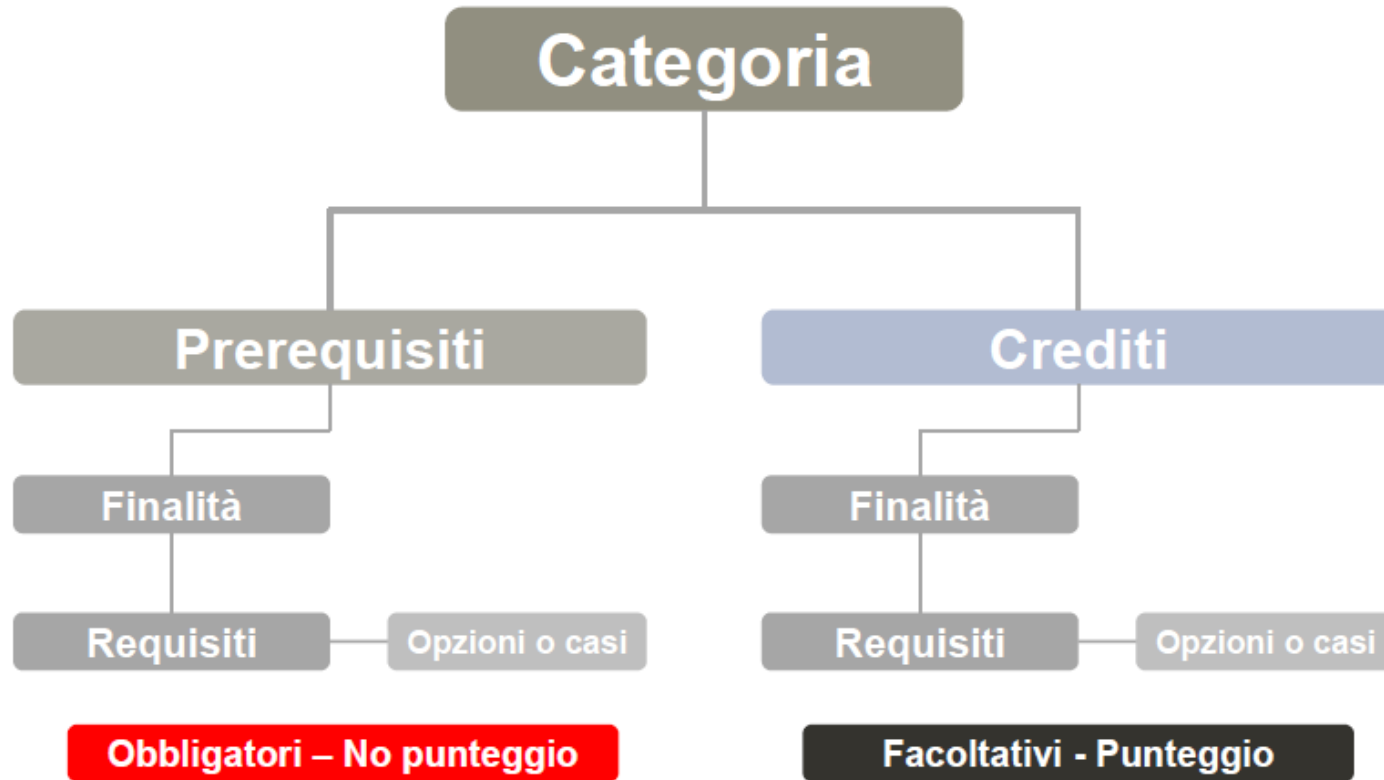 Categoria
Prerequisiti
Crediti
Finalità
Finalità
Requisiti
Opzioni o casi
Requisiti
Opzioni o casi
Obbligatori – No punteggio
Facoltativi - Punteggio